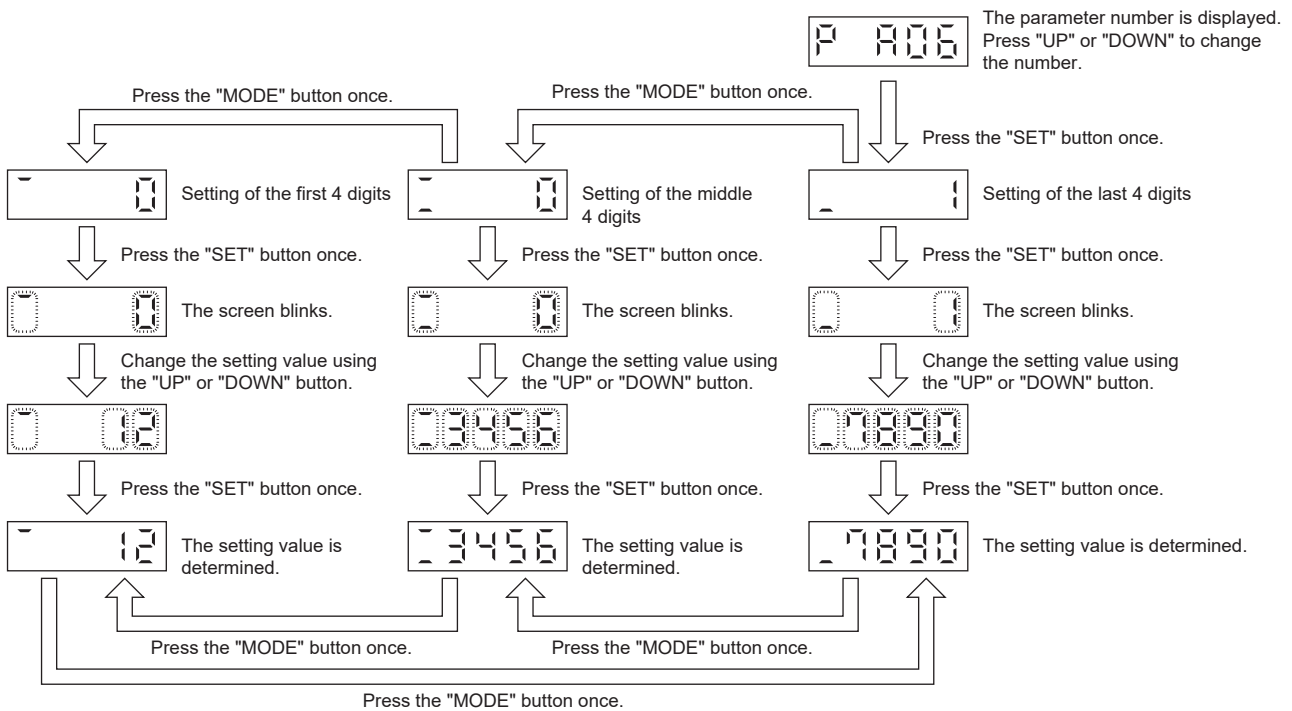 P A06
The parameter number is displayed.
Press "UP" or "DOWN" to change
the number.
Press the "MODE" button once.
Press the "MODE" button once.
Press the "SET" button once.
0
Setting of the first 4 digits
0
Setting of the middle
4 digits
_ 1
Setting of the last 4 digits
Press the "SET" button once.
Press the "SET" button once.
Press the "SET" button once.
0
The screen blinks.
0
The screen blinks.
_ 1
The screen blinks.
Change the setting value using
the "UP" or "DOWN" button.
Change the setting value using
the "UP" or "DOWN" button.
Change the setting value using
the "UP" or "DOWN" button.
12
3456
_7890
Press the "SET" button once.
Press the "SET" button once.
Press the "SET" button once.
12
The setting value is
determined.
3456
The setting value is
determined.
_7890
The setting value is determined.
Press the "MODE" button once.
Press the "MODE" button once.
Press the "MODE" button once.